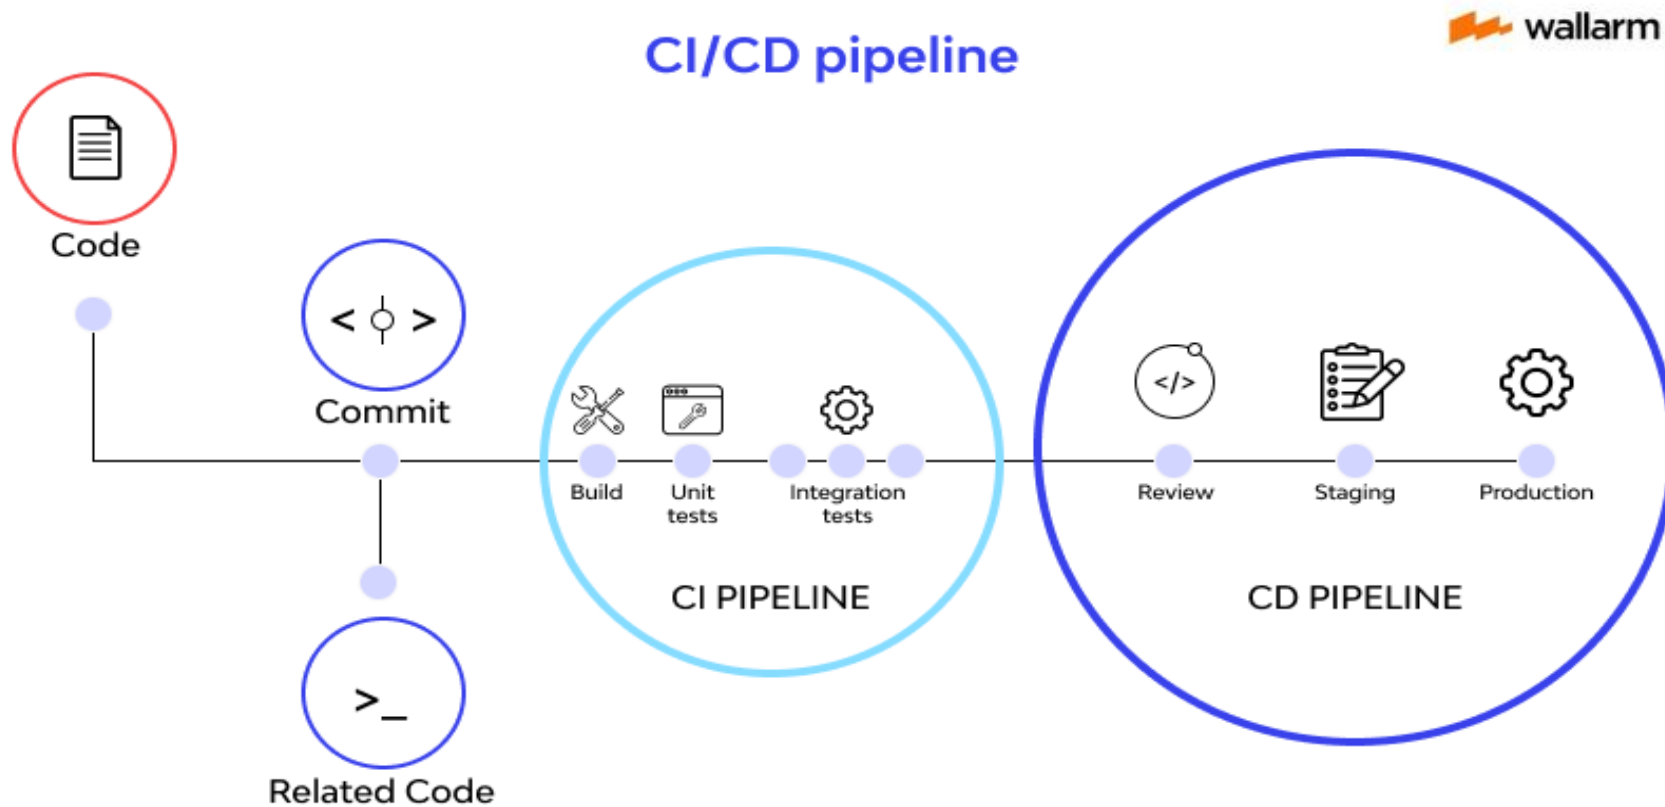 wallarm
CI/CD pipeline
Code
< >
Commit
</>
Build
Unit
tests
Integration
tests
Review
Staging
Production
CI PIPELINE
CD PIPELINE
>_
Related Code